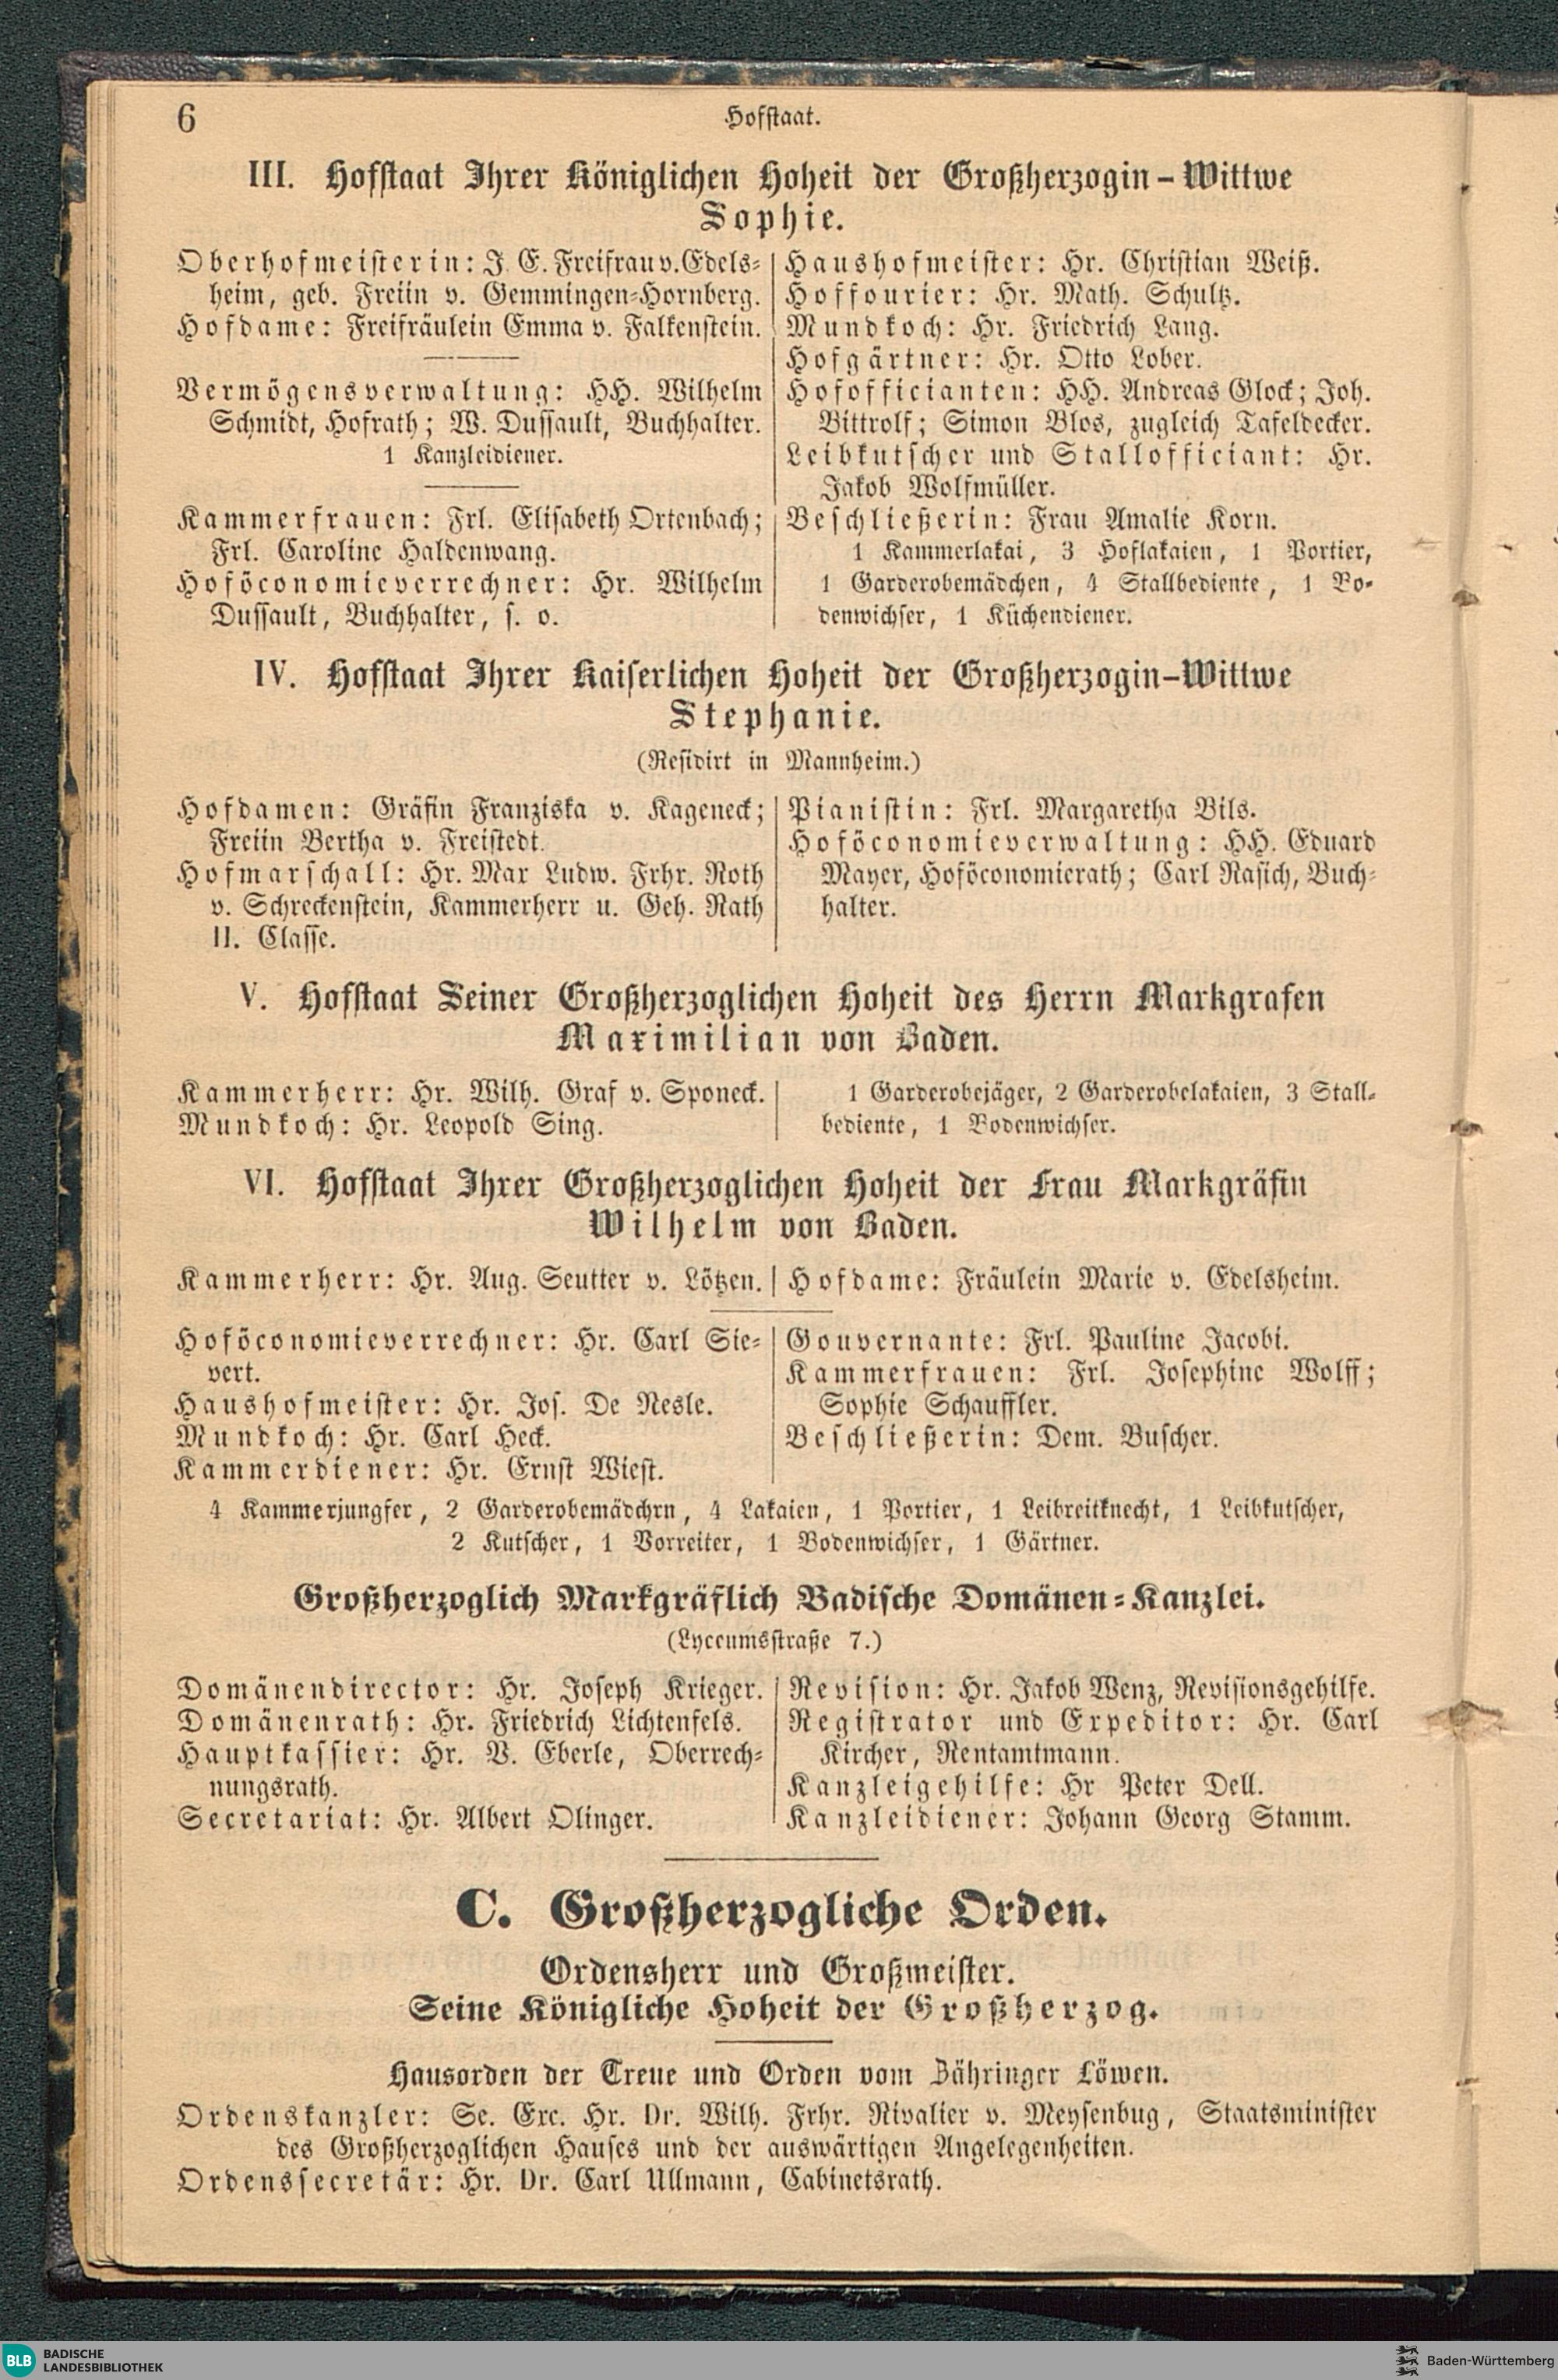 6
Hofstaat.
III. Hofstaat Ihrer Königlichen Hoheit der Großherzogin-Wittwe
Sophie.
Oberhofmeisterin: J. E. Freifrau v. Edels-
heim, geb. Freiin v. Gemmingen-Hornberg.
Hofdame: Freifräulein Emma v. Falkenstein.
Vermögensverwaltung: HH. Wilhelm
Schmidt, Hofrath; W. Dussault, Buchhalter.
1 Kanzleidiener.
Kammerfrauen: Frl. Elisabeth Ortenbach;
Frl. Caroline Haldenwang.
Hoföconomieverrechner: Hr. Wilhelm
Dussault, Buchhalter, s. o.
Haushofmeister: Hr. Christian Weiß.
Hoffourier: Hr. Math. Schultz.
Mundkoch: Hr. Friedrich Lang.
Hofgärtner: Hr. Otto Lober.
Hofofficianten: HH. Andreas Glock; Joh.
Bittrolf; Simon Blos, zugleich Tafeldecker.
Leibkutscher und Stallofficiant: Hr.
Jakob Wolfmüller.
Beschließerin: Frau Amalie Korn.
1 Kammerlakai, 3 Hoflakaien, 1 Portier,
1 Garderobemädchen, 4 Stallbediente, 1 Bo-
denwichser, 1 Küchendiener.
IV. Hofstaat Ihrer Kaiserlichen Hoheit der Großherzogin-Wittwe
Stephanie.
(Residirt in Mannheim.)
Hofdamen: Gräfin Franziska v. Kageneck;
Freiin Bertha v. Freistedt.
Hofmarschall: Hr. Max Ludw. Frhr. Roth
v. Schreckenstein, Kammerherr u. Geh. Rath
II. Classe.
Pianistin: Frl. Margaretha Bils.
Hoföconomieverwaltung: HH. Eduard
Mayer, Hoföconomierath; Carl Rasich, Buch-
halter.
V. Hofstaat Seiner Großherzoglichen Hoheit des Herrn Markgrafen
Maximilian von Baden.
Kammerherr: Hr. Wilh. Graf v. Sponeck.
Mundkoch: Hr. Leopold Sing.
1 Garderobejäger, 2 Garderobelakaien, 3 Stall-
bediente, 1 Bodenwichser.
VI. Hofstaat Ihrer Großherzoglichen Hoheit der Frau Markgräfin
Wilhelm von Baden.
Kammerherr: Hr. Aug. Seutter v. Lötzen.
Hofdame: Fräulein Marie v. Edelsheim.
Hoföconomieverrechner: Hr. Carl Sie-
vert.
Haushofmeister: Hr. Jos. De Nesle.
Mundkoch: Hr. Carl Heck.
Kammerdiener: Hr. Ernst Wiest.
Gouvernante: Frl. Pauline Jacobi.
Kammerfrauen: Frl. Josephine Wolff;
Sophie Schauffler.
Beschließerin: Dem. Buscher.
4 Kammerjungfer, 2 Garderobemädchrn, 4 Lakaien, 1 Portier, 1 Leibreitknecht, 1 Leibkutscher,
2 Kutscher, 1 Vorreiter, 1 Bodenwichser, 1 Gärtner.
Großherzoglich Markgräflich Badische Domänen-Kanzlei.
(Lyceumsstraße 7.)
Domänendirector: Hr. Joseph Krieger.
Domänenrath: Hr. Friedrich Lichtenfels.
Hauptkassier: Hr. V. Eberle, Oberrech-
nungsrath.
Secretariat: Hr. Albert Olinger.
Revision: Hr. Jakob Wenz, Revisionsgehilfe.
Registrator und Expeditor: Hr. Carl
Kircher, Rentamtmann.
Kanzleigehilfe: Hr Peter Dell.
Kanzleidiener: Johann Georg Stamm.
C. Großherzogliche Orden.
Ordensherr und Großmeister.
Seine Königliche Hoheit der Großherzog.
Hausorden der Treue und Orden vom Zähringer Löwen.
Ordenskanzler: Se. Exc. Hr. Dr. Wilh. Frhr. Rivalier v. Meysenbug, Staatsminister
des Großherzoglichen Hauses und der auswärtigen Angelegenheiten.
Ordenssecretär: Hr. Dr. Carl Ullmann, Cabinetsrath.
BLB BADISCHE
LANDESBIBLIOTHEK
Baden-Württemberg